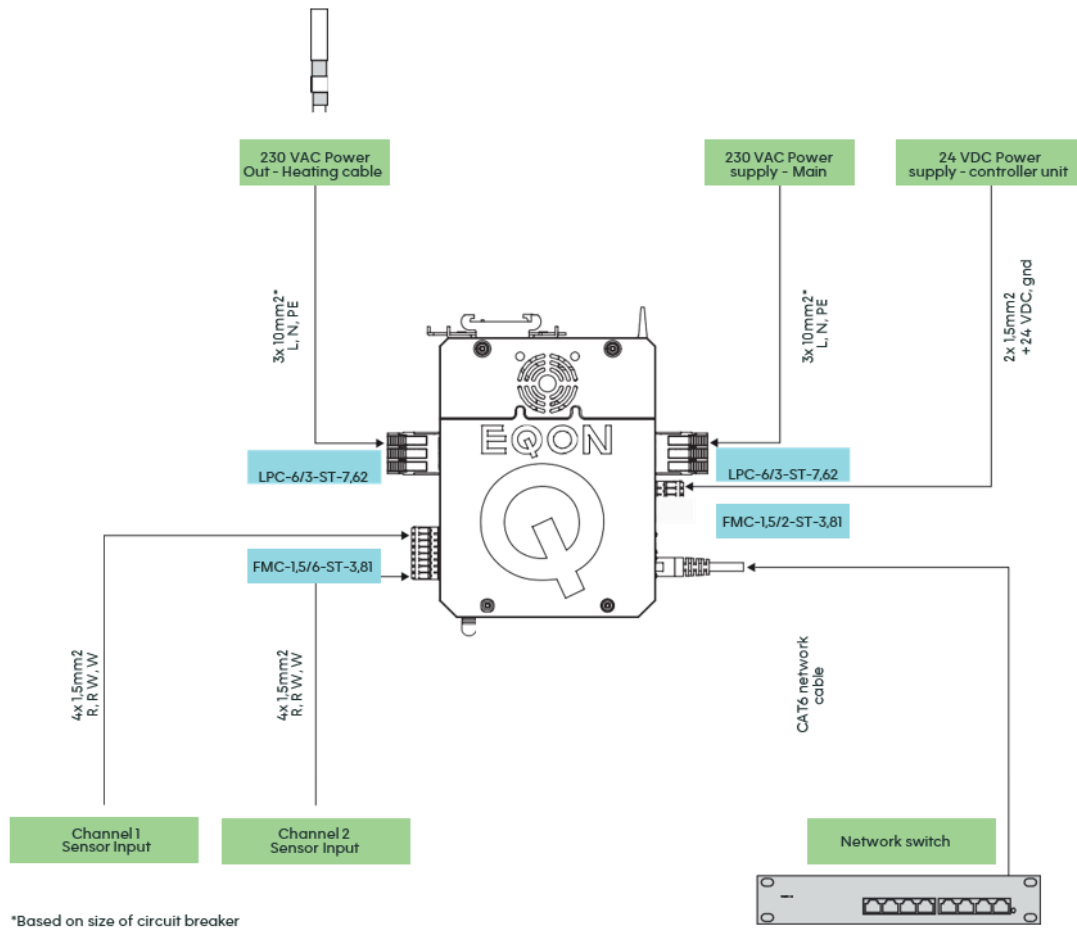 230 VAC Power
Out - Heating cable
230 VAC Power
supply - Main
24 VDC Power
supply - controller unit
3x 10mm2*
L, N, PE
3x 10mm2*
L, N, PE
2x 1,5mm2
+24 VDC, gnd
EQON
LPC-6/3-ST-7,62
LPC-6/3-ST-7,62
FMC-1,5/2-ST-3,81
FMC-1,5/6-ST-3,81
4x 1,5mm2
R, R W, W
4x 1,5mm2
R, R W, W
CAT6 network
cable
Channel 1
Sensor Input
Channel 2
Sensor Input
Network switch
*Based on size of circuit breaker